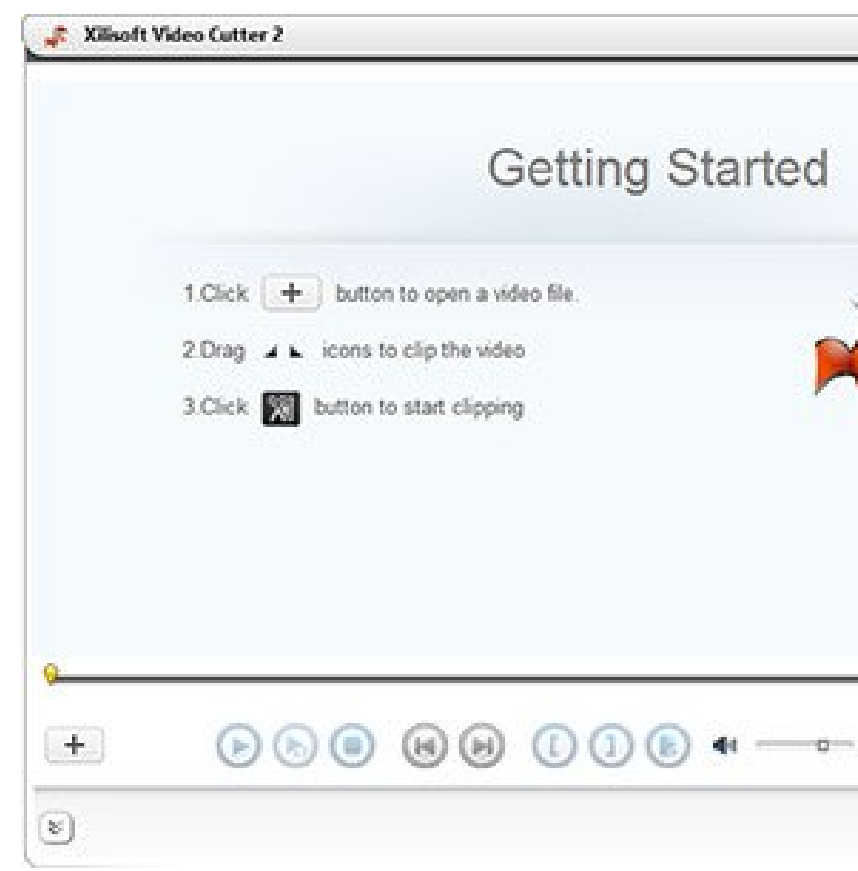 Xilisoft Video Cutter 2
Getting Started
1.Click + button to open a video file.
2.Drag icons to clip the video
3.Click button to start clipping